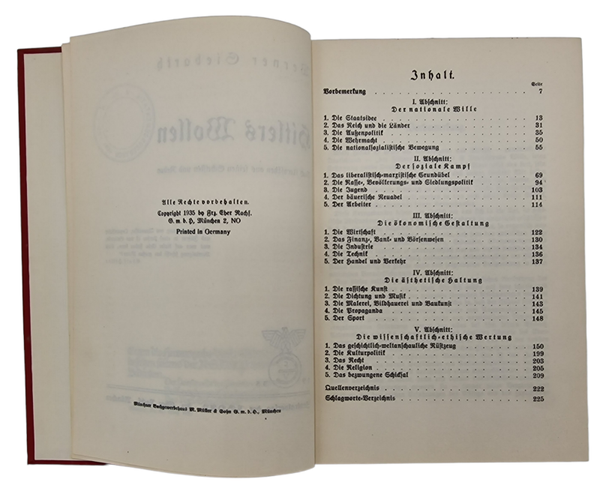 Alle Rechte vorbehalten.
Copyright 1935 by Frz. Eher Nachf.
G. m. b. H., München 2, NO
Printed in Germany
Münchner Buchgewerbehaus M. Müller & Sohn G. m. b. H., München
Inhalt.
Seite
Vorbemerkung 7
I. Abschnitt:
Der nationale Wille
1. Die Staatsidee 13
2. Das Reich und die Länder 31
3. Die Außenpolitik 35
4. Die Wehrmacht 50
5. Die nationalsozialistische Bewegung 55
II. Abschnitt:
Der soziale Kampf
1. Das liberalistisch-marxistische Grundübel 69
2. Die Rasse-, Bevölkerungs- und Siedlungspolitik 94
3. Die Jugend 103
4. Der bäuerliche Neuadel 111
5. Der Arbeiter 114
III. Abschnitt:
Die ökonomische Gestaltung
1. Die Wirtschaft 122
2. Das Finanz-, Bank- und Börsenwesen 130
3. Die Industrie 134
4. Die Technik 136
5. Der Handel und Verkehr 137
IV. Abschnitt:
Die ästhetische Haltung
1. Die rassische Kunst 139
2. Die Dichtung und Musik 141
3. Die Malerei, Bildhauerei und Baukunst 143
4. Die Propaganda 145
5. Der Sport 148
V. Abschnitt:
Die wissenschaftlich-ethische Wertung
1. Das geschichtlich-weltanschauliche Rüstzeug 150
2. Die Kulturpolitik 199
3. Das Recht 203
4. Die Religion 205
5. Das bezwungene Schicksal 209
Quellenverzeichnis 222
Schlagworte-Verzeichnis 225